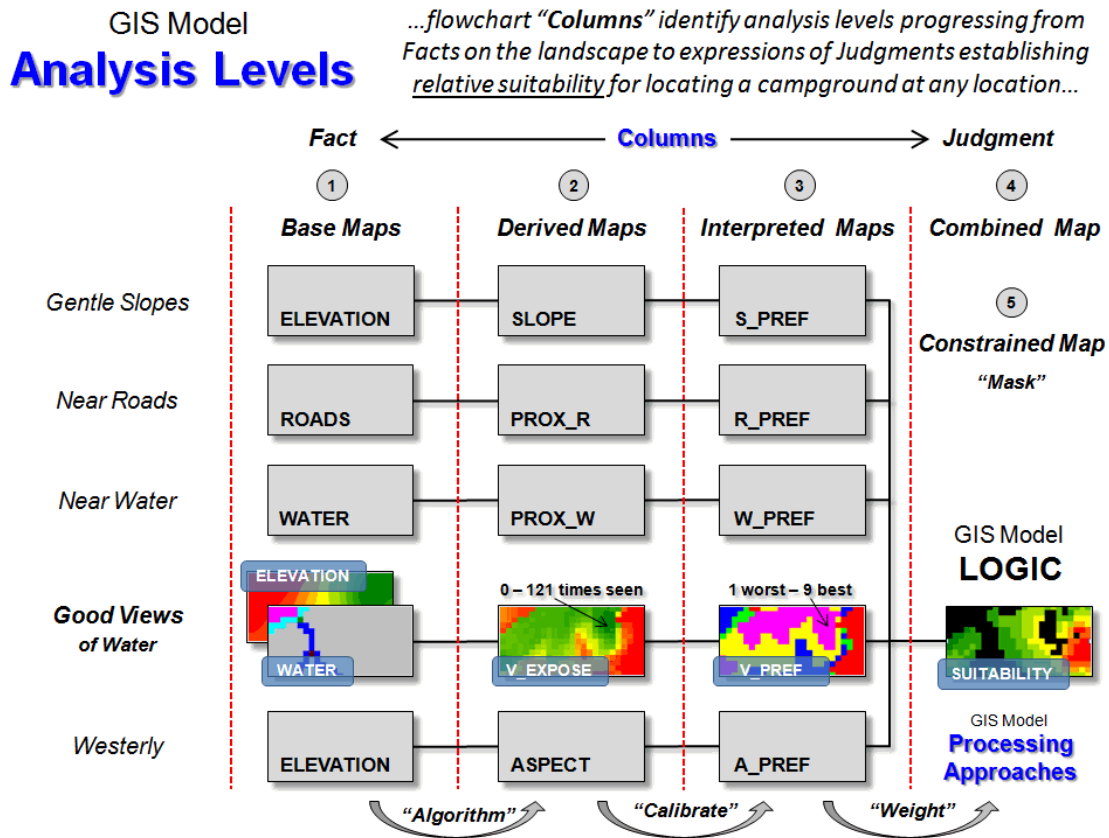 GIS Model
Analysis Levels
...flowchart “Columns” identify analysis levels progressing from
Facts on the landscape to expressions of Judgments establishing
relative suitability for locating a campground at any location...
Fact
Columns
Judgment
1
2
3
4
Base Maps
Derived Maps
Interpreted Maps
Combined Map
Gentle Slopes
ELEVATION
SLOPE
S_PREF
5
Constrained Map
“Mask”
Near Roads
ROADS
PROX_R
R_PREF
Near Water
WATER
PROX_W
W_PREF
GIS Model
LOGIC
Good Views
of Water
ELEVATION
WATER
0 – 121 times seen
V_EXPOSE
1 worst – 9 best
V_PREF
SUITABILITY
Westerly
ELEVATION
ASPECT
A_PREF
GIS Model
Processing
Approaches
“Algorithm”
“Calibrate”
“Weight”